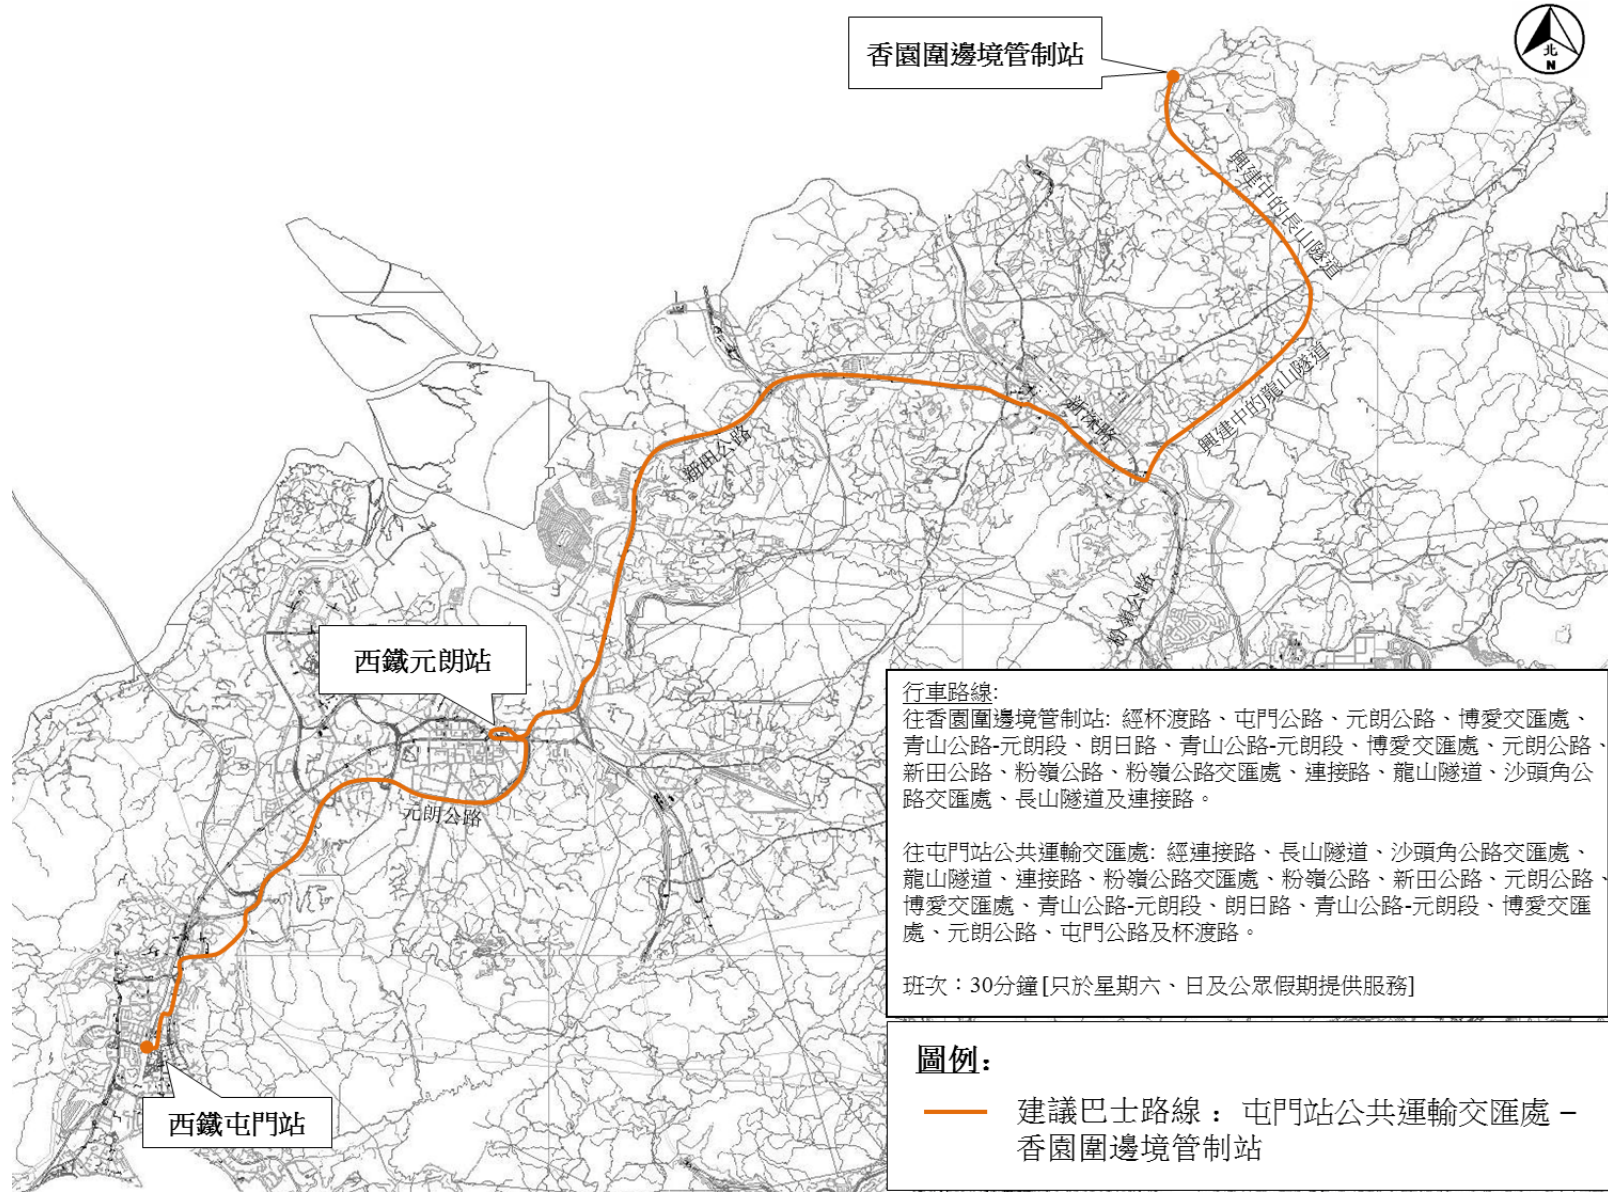 香園圍邊境管制站
北
N
興建中的長山隧道
興建中的龍山隧道
新深路
新田公路
粉嶺公路
西鐵元朗站
元朗公路
西鐵屯門站
行車路線:
往香園圍邊境管制站: 經杯渡路、屯門公路、元朗公路、博愛交匯處、
青山公路-元朗段、朗日路、青山公路-元朗段、博愛交匯處、元朗公路、
新田公路、粉嶺公路、粉嶺公路交匯處、連接路、龍山隧道、沙頭角公
路交匯處、長山隧道及連接路。
往屯門站公共運輸交匯處: 經連接路、長山隧道、沙頭角公路交匯處、
龍山隧道、連接路、粉嶺公路交匯處、粉嶺公路、新田公路、元朗公路、
博愛交匯處、青山公路-元朗段、朗日路、青山公路-元朗段、博愛交匯
處、元朗公路、屯門公路及杯渡路。
班次：30分鐘 [只於星期六、日及公眾假期提供服務]
圖例：
建議巴士路線 ： 屯門站公共運輸交匯處 –
香園圍邊境管制站